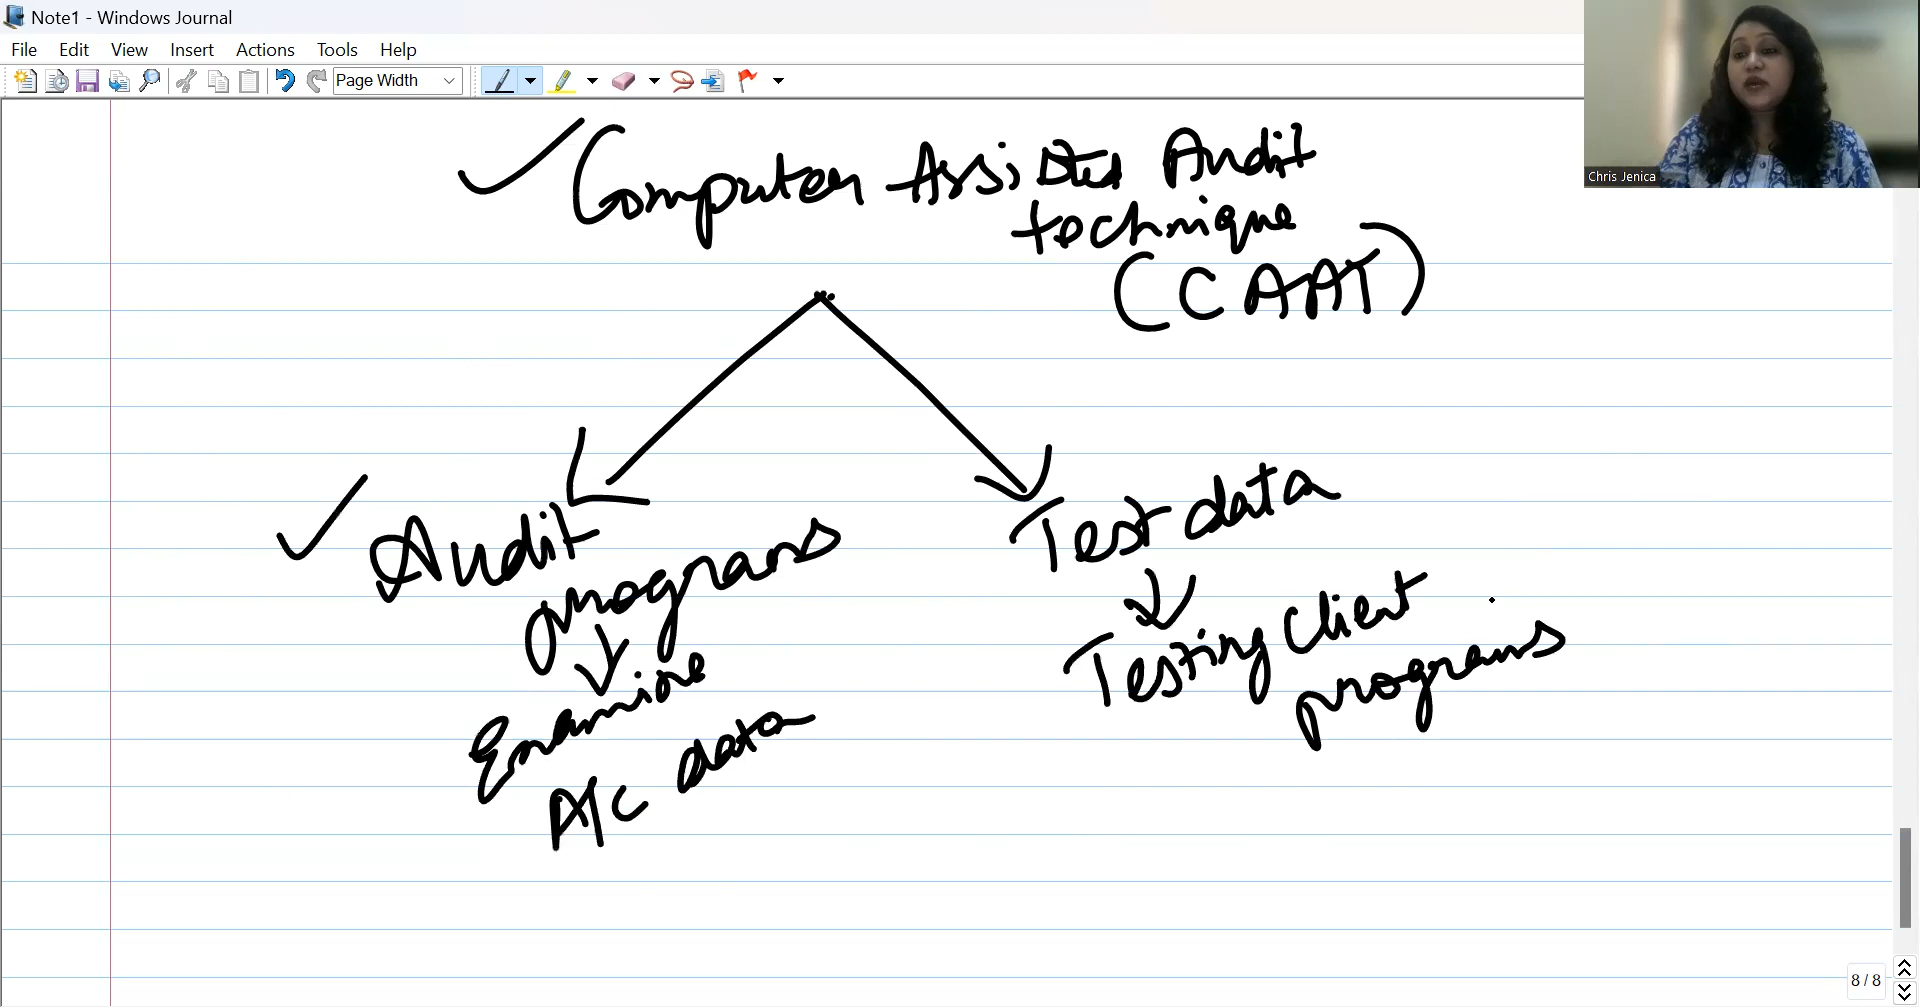 Note1 - Windows Journal
File Edit View Insert Actions Tools Help
Page Width
Chris Jenica
Computer Assisted Audit
technique
(CAAT)
Audit
programs
Examine
A/c data
Test data
Testing Client
programs
8 / 8